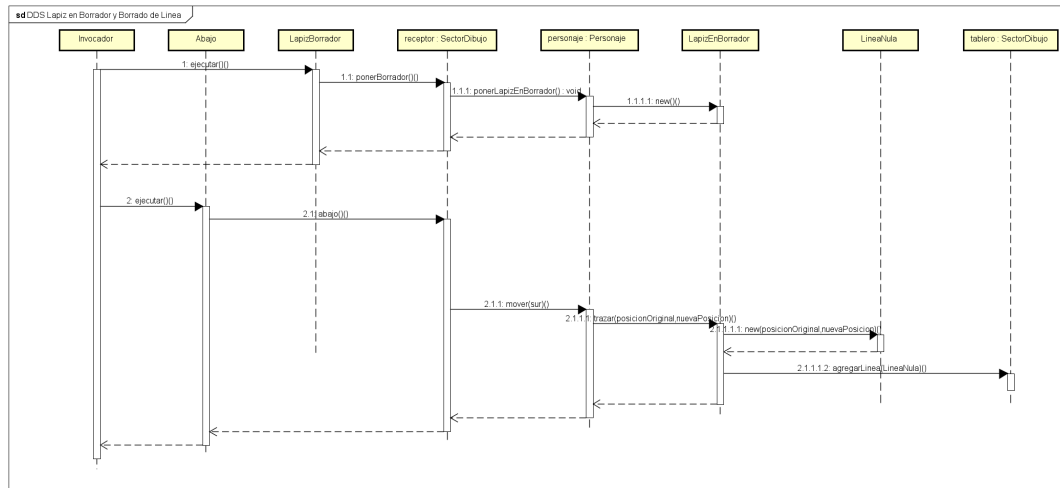 sd DDS Lapiz en Borrador y Borrado de Linea
Invocador
Abajo
LapizBorrador
receptor : SectorDibujo
personaje : Personaje
LapizEnBorrador
LineaNula
tablero : SectorDibujo
1: ejecutar()()
1.1: ponerBorrador()()
1.1.1: ponerLapizEnBorrador() : void
1.1.1.1: new()()
2: ejecutar()()
2.1: abajo()()
2.1.1: mover(sur)()
2.1.1.1: trazar(posicionOriginal,nuevaPosicion)()
2.1.1.1.1: new(posicionOriginal,nuevaPosicion)()
2.1.1.1.2: agregarLinea(LineaNula)()